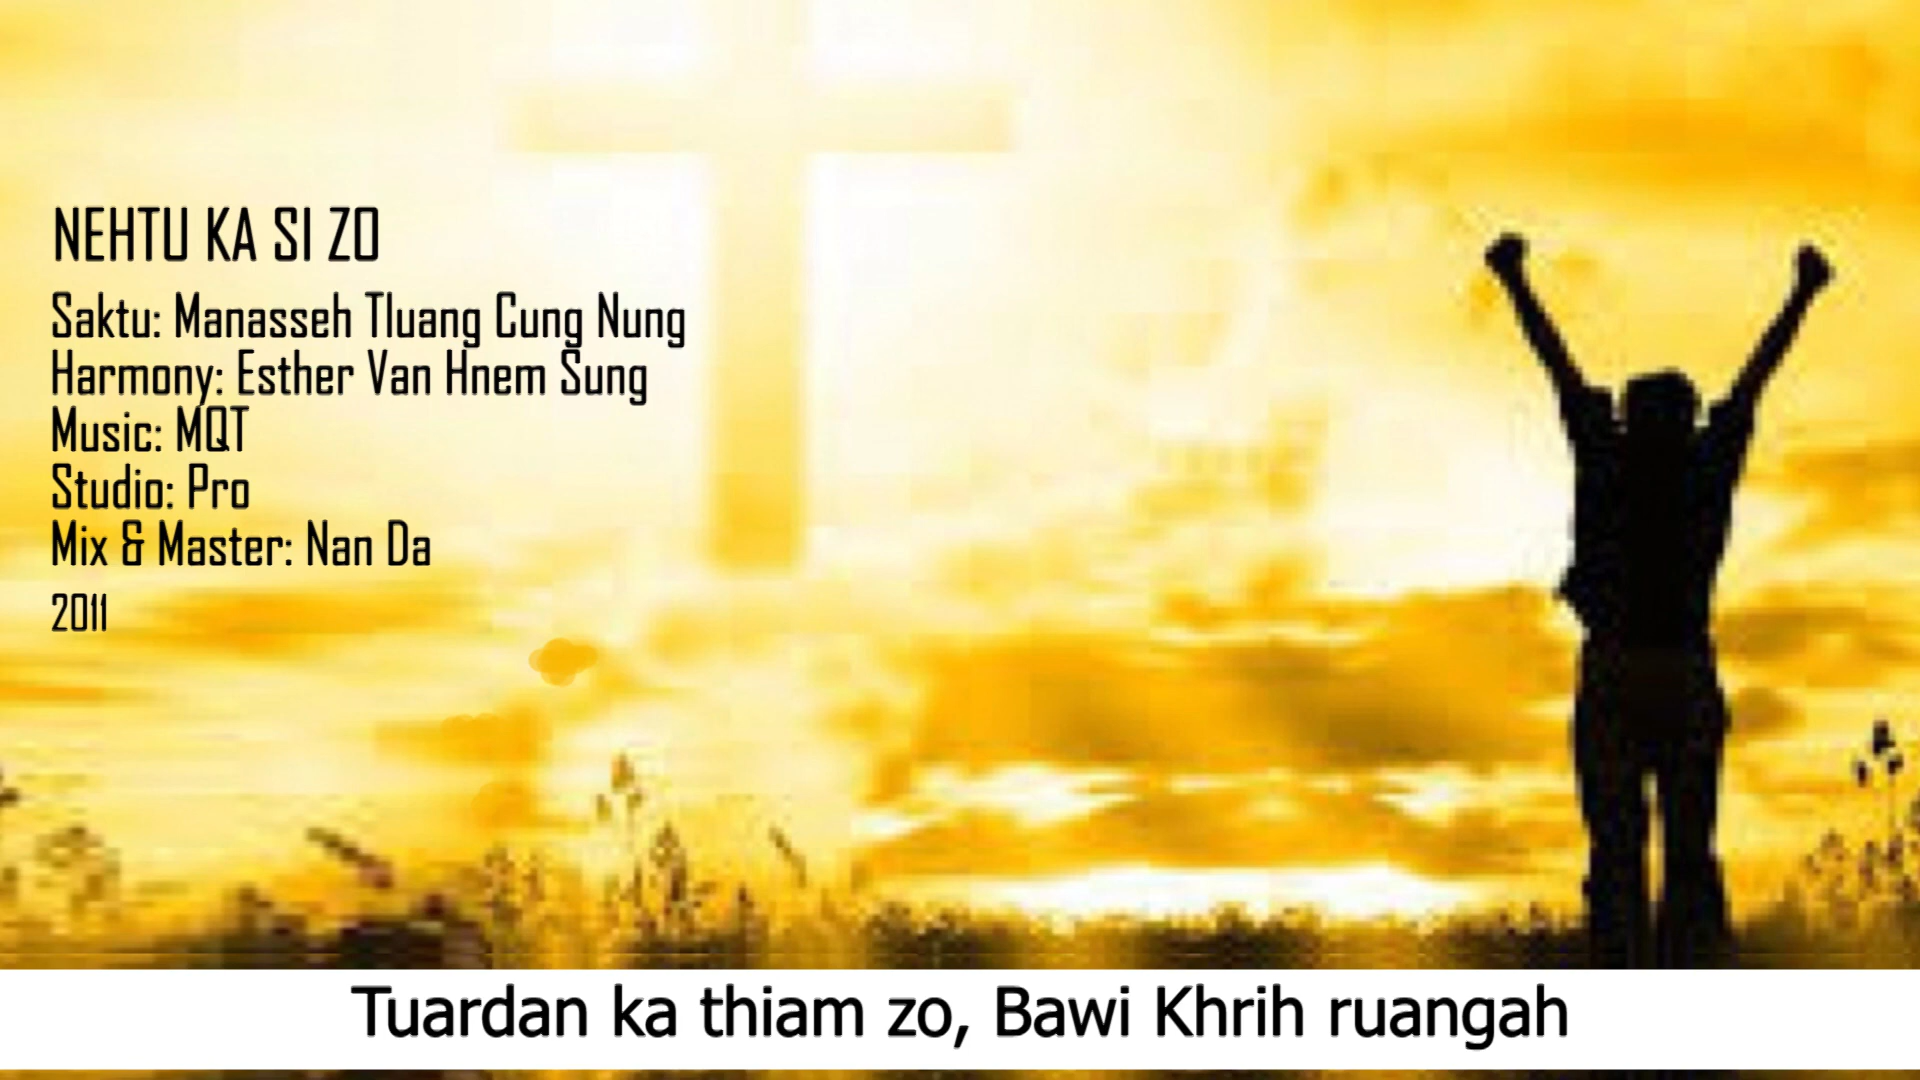 NEHTU KA SI ZO
Saktu: Manasseh Tluang Cung Nung
Harmony: Esther Van Hnem Sung
Music: MQT
Studio: Pro
Mix & Master: Nan Da
2011
Tuardan ka thiam zo, Bawi Khrih ruangah